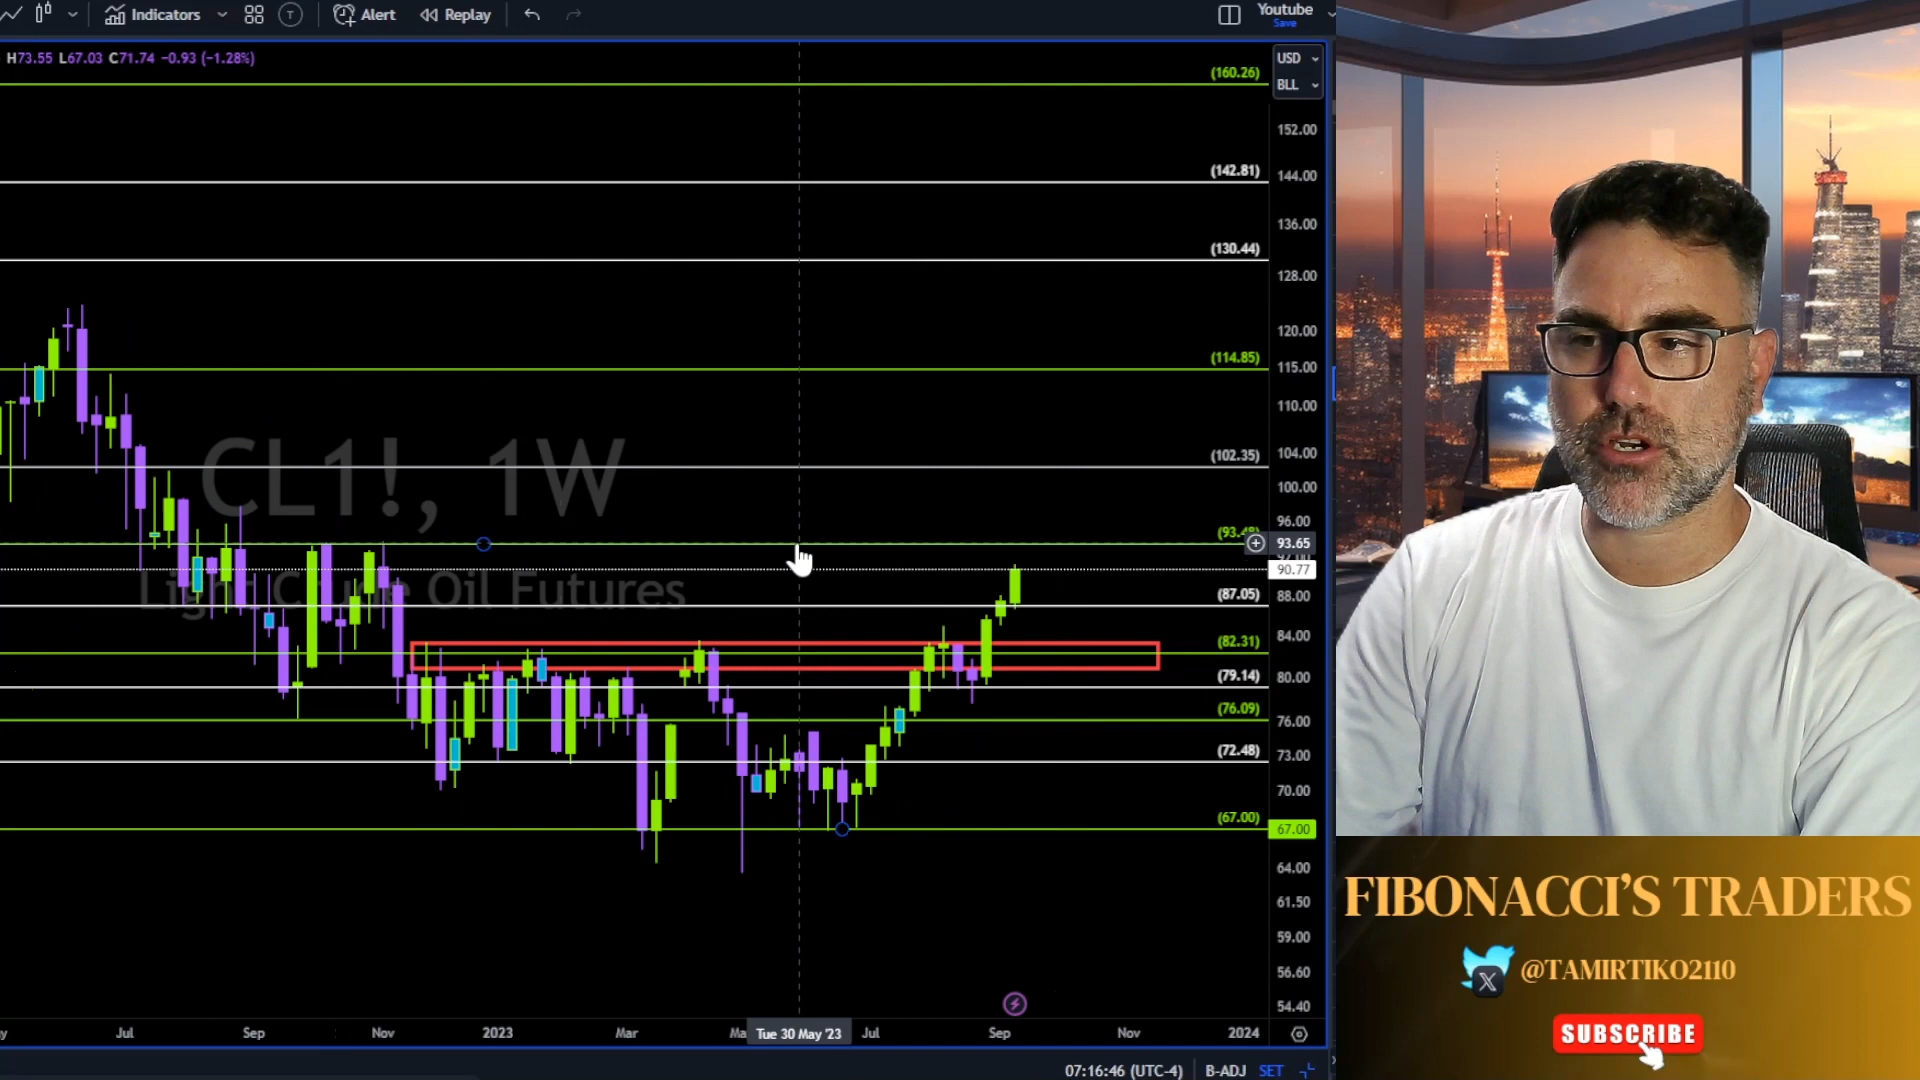 Indicators
T
Alert
Replay
Youtube
Save
H73.55 L67.03 C71.74 −0.93 (−1.28%)
USD
BLL
(160.26)
152.00
(142.81)
144.00
136.00
(130.44)
128.00
120.00
(114.85)
115.00
110.00
CL1!, 1W
(102.35)
104.00
100.00
96.00
93.65
90.77
Light Crude Oil Futures
(87.05)
88.00
(82.31)
84.00
(79.14)
80.00
(76.09)
76.00
(72.48)
73.00
70.00
(67.00)
67.00
64.00
61.50
59.00
56.60
54.40
Jul
Sep
Nov
2023
Mar
Tue 30 May '23
Jul
Sep
Nov
2024
07:16:46 (UTC-4)
B-ADJ
SET
FIBONACCI'S TRADERS
X
@TAMIRTIKO2110
SUBSCRIBE